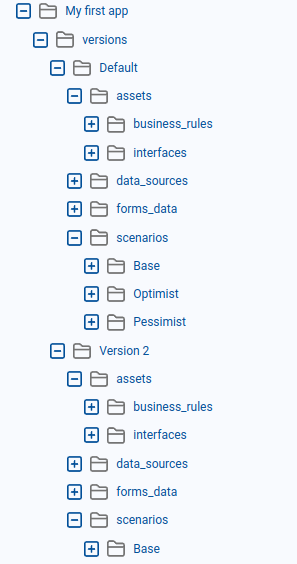 My first app
versions
Default
assets
business_rules
interfaces
data_sources
forms_data
scenarios
Base
Optimist
Pessimist
Version 2
assets
business_rules
interfaces
data_sources
forms_data
scenarios
Base